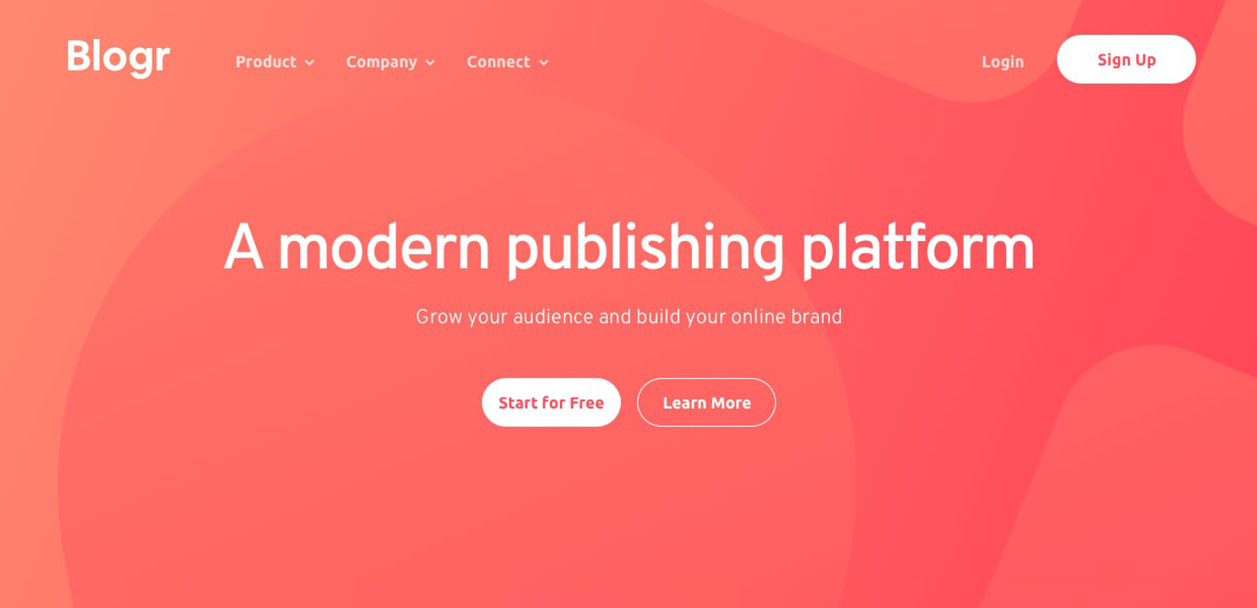 Blogr
Product
Company
Connect
Login
Sign Up
A modern publishing platform
Grow your audience and build your online brand
Start for Free
Learn More